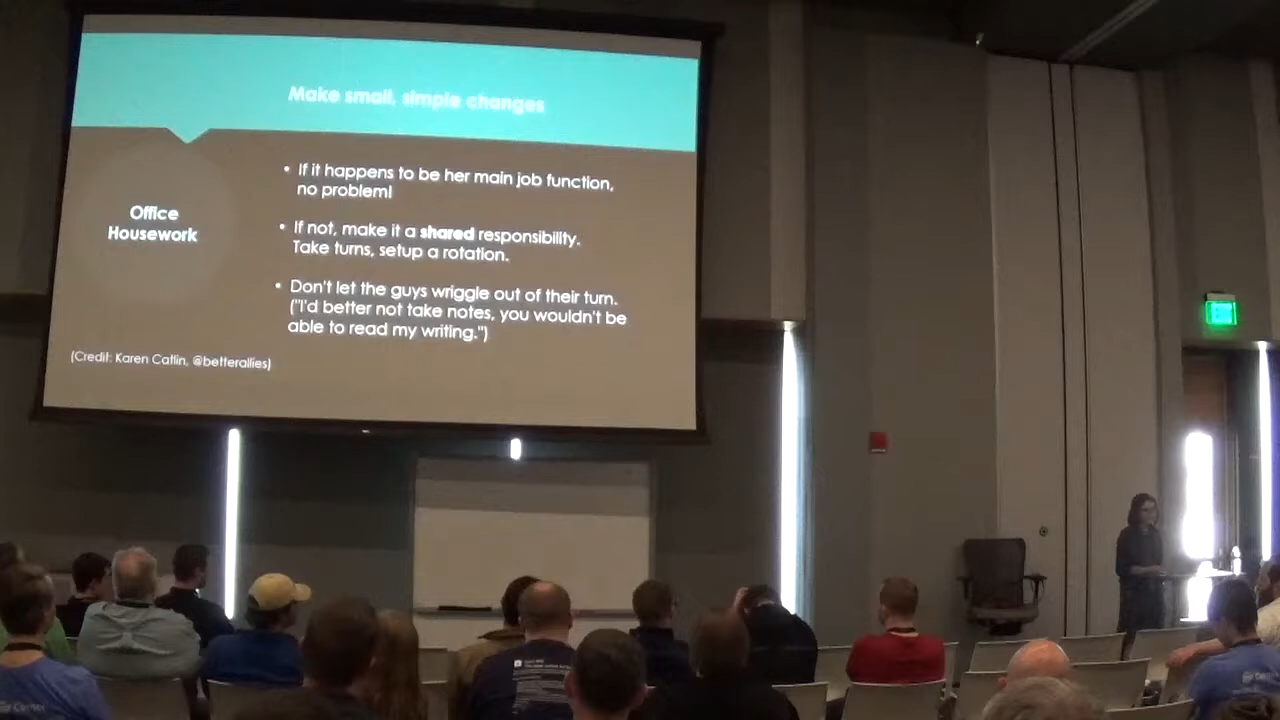 Make small, simple changes
Office
Housework
• If it happens to be her main job function,
no problem!
• If not, make it a shared responsibility.
Take turns, setup a rotation.
• Don't let the guys wriggle out of their turn.
("I'd better not take notes, you wouldn't be
able to read my writing.")
(Credit: Karen Catlin, @betterallies)